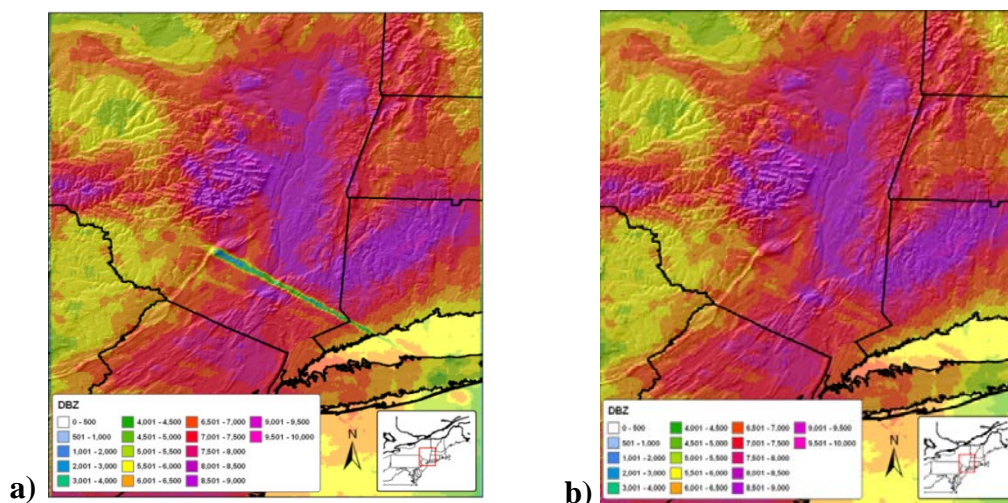 a)
DBZ
0 - 500
501 - 1,000
1,001 - 2,000
2,001 - 3,000
3,001 - 4,000
4,001 - 4,500
4,501 - 5,000
5,001 - 5,500
5,501 - 6,000
6,001 - 6,500
6,501 - 7,000
7,001 - 7,500
7,501 - 8,000
8,001 - 8,500
8,501 - 9,000
9,001 - 9,500
9,501 - 10,000
N
b)
DBZ
0 - 500
501 - 1,000
1,001 - 2,000
2,001 - 3,000
3,001 - 4,000
4,001 - 4,500
4,501 - 5,000
5,001 - 5,500
5,501 - 6,000
6,001 - 6,500
6,501 - 7,000
7,001 - 7,500
7,501 - 8,000
8,001 - 8,500
8,501 - 9,000
9,001 - 9,500
9,501 - 10,000
N